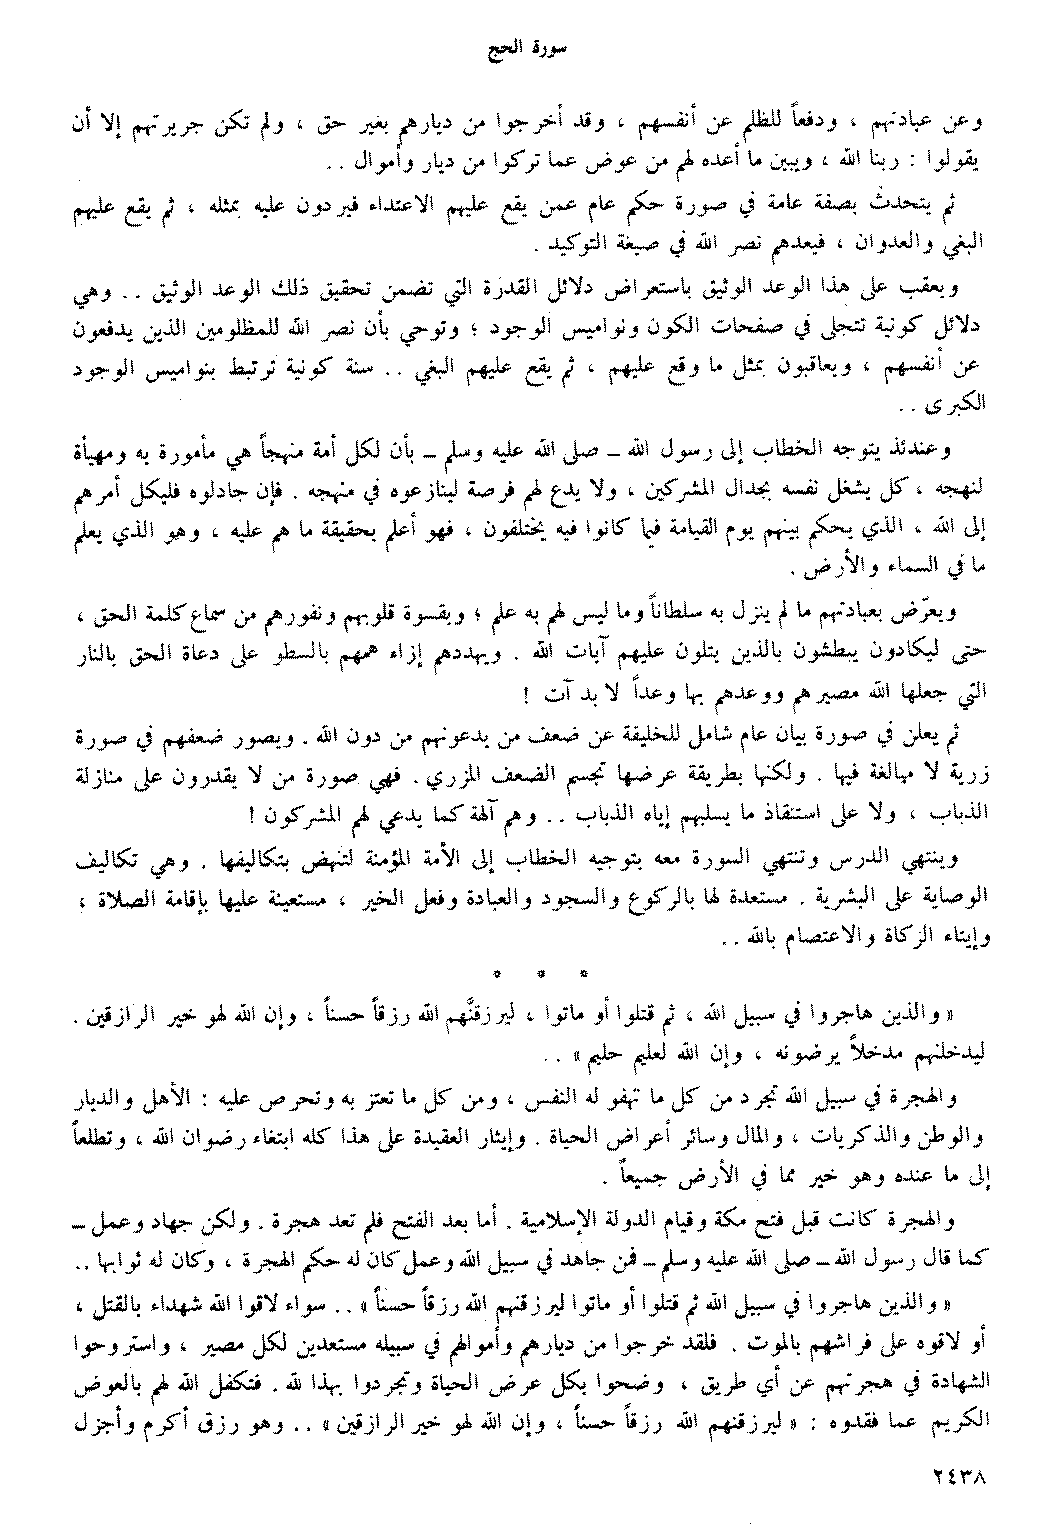 سورة الحج
وعن عبادتهم ، ودفعاً للظلم عن أنفسهم ، وقد أخرجوا من ديارهم بغير حق ، ولم تكن جريرتهم إلا أن
يقولوا : ربنا الله ، ويبين ما أعده لهم من عوض عما تركوا من ديار وأموال ..
ثم يتحدث بصفة عامة في صورة حكم عام عمن يقع عليهم الاعتداء فيردون عليه بمثله ، ثم يقع عليهم
البغي والعدوان ، فيعدهم نصر الله في صيغة التوكيد .
ويعقب على هذا الوعد الوثيق باستعراض دلائل القدرة التي تضمن تحقيق ذلك الوعد الوثيق .. وهي
دلائل كونية تتجلى في صفحات الكون ونواميس الوجود ؛ وتوحي بأن نصر الله للمظلومين الذين يدفعون
عن أنفسهم ، ويعاقبون بمثل ما وقع عليهم ، ثم يقع عليهم البغي .. سنة كونية ترتبط بنواميس الوجود
الكبرى ..
وعندئذ يتوجه الخطاب إلى رسول الله ــ صلى الله عليه وسلم ــ بأن لكل أمة منهجاً هي مأمورة به ومهيأة
لنهجه ، كل يشغل نفسه بجدال المشركين ، ولا يدع لهم فرصة لينازعوه في منهجه . فإن جادلوه فليكل أمرهم
إلى الله ، الذي يحكم بينهم يوم القيامة فيما كانوا فيه يختلفون ، فهو أعلم بحقيقة ما هم عليه ، وهو الذي يعلم
ما في السماء والأرض .
ويعرّض بعبادتهم ما لم ينزل به سلطاناً وما ليس لهم به علم ؛ وبقسوة قلوبهم ونفورهم من سماع كلمة الحق ،
حتى ليكادون يبطشون بالذين يتلون عليهم آيات الله . ويهددهم إزاء همهم بالسطو على دعاة الحق بالنار
التي جعلها الله مصيرهم ووعدهم بها وعداً لا بد آت !
ثم يعلن في صورة بيان عام شامل للخليقة عن ضعف من يدعونهم من دون الله . ويصور ضعفهم في صورة
زرية لا مبالغة فيها . ولكنها بطريقة عرضها تجسم الضعف المزري . فهي صورة من لا يقدرون على منازلة
الذباب ، ولا على استنقاذ ما يسلبهم إياه الذباب .. وهم آلهة كما يدعي لهم المشركون !
وينتهي الدرس وتنتهي السورة معه بتوجيه الخطاب إلى الأمة المؤمنة لتنهض بتكاليفها . وهي تكاليف
الوصاية على البشرية . مستعدة لها بالركوع والسجود والعبادة وفعل الخير ، مستعينة عليها بإقامة الصلاة ؛
وإيتاء الزكاة والاعتصام بالله ..
* * *
« والذين هاجروا في سبيل الله ، ثم قتلوا أو ماتوا ، ليرزقنَّهم الله رزقاً حسناً ، وإن الله لهو خير الرازقين .
ليدخلنهم مدخلاً يرضونه ، وإن الله لعليم حليم » ..
والهجرة في سبيل الله تجرد من كل ما تهفو له النفس ، ومن كل ما تعتز به وتحرص عليه : الأهل والديار
والوطن والذكريات ، والمال وسائر أعراض الحياة . وإيثار العقيدة على هذا كله ابتغاء رضوان الله ، وتطلعاً
إلى ما عنده وهو خير مما في الأرض جميعاً .
والهجرة كانت قبل فتح مكة وقيام الدولة الإسلامية . أما بعد الفتح فلم تعد هجرة . ولكن جهاد وعمل ــ
كما قال رسول الله ــ صلى الله عليه وسلم ــ فمن جاهد في سبيل الله وعمل كان له حكم الهجرة ، وكان له ثوابها ..
« والذين هاجروا في سبيل الله ثم قتلوا أو ماتوا ليرزقنهم الله رزقاً حسناً » .. سواء لاقوا الله شهداء بالقتل ،
أو لاقوه على فراشهم بالموت . فلقد خرجوا من ديارهم وأموالهم في سبيله مستعدين لكل مصير ، واستروحوا
الشهادة في هجرتهم عن أي طريق ، وضحوا بكل عرض الحياة وتجردوا بهذا لله . فتكفل الله لهم بالعوض
الكريم عما فقدوه : « ليرزقنهم الله رزقاً حسناً ، وإن الله لهو خير الرازقين » .. وهو رزق أكرم وأجزل
٢٤٣٨